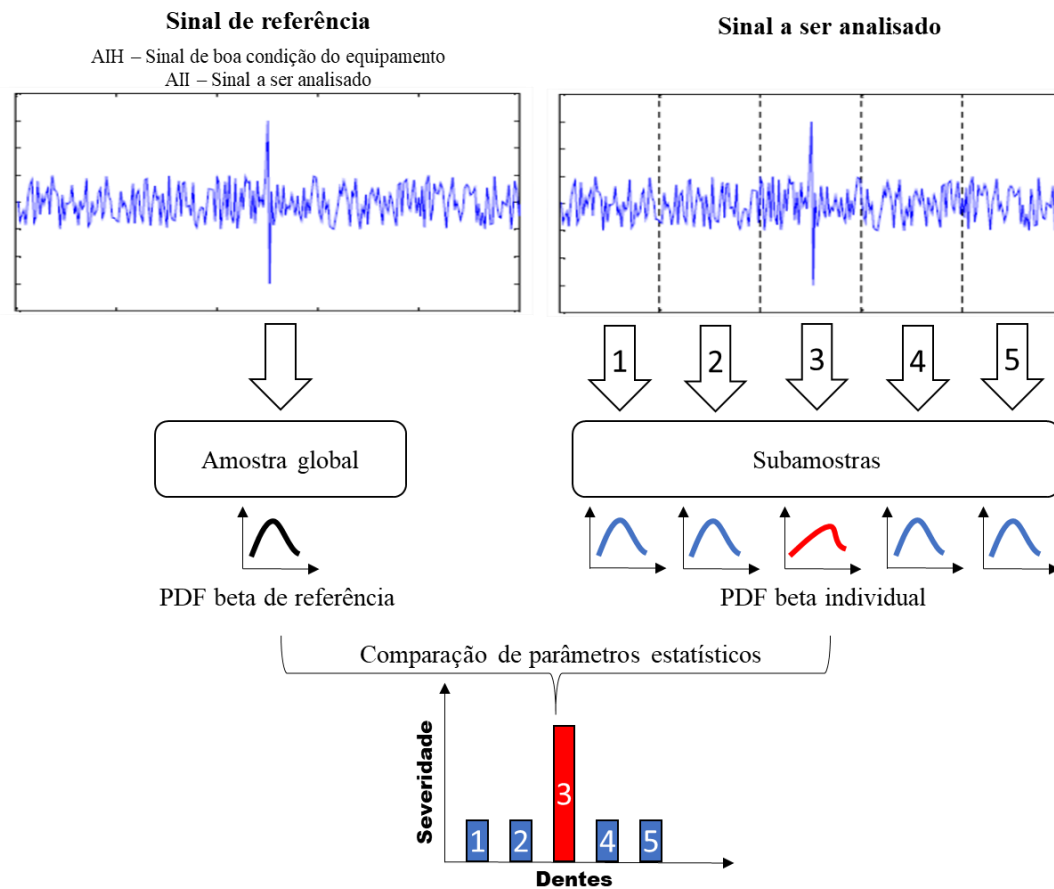 Sinal de referência
AIH – Sinal de boa condição do equipamento
AII – Sinal a ser analisado
Sinal a ser analisado
1 2 3 4 5
Amostra global
Subamostras
PDF beta de referência
PDF beta individual
Comparação de parâmetros estatísticos
Severidade
1 2 3 4 5
Dentes